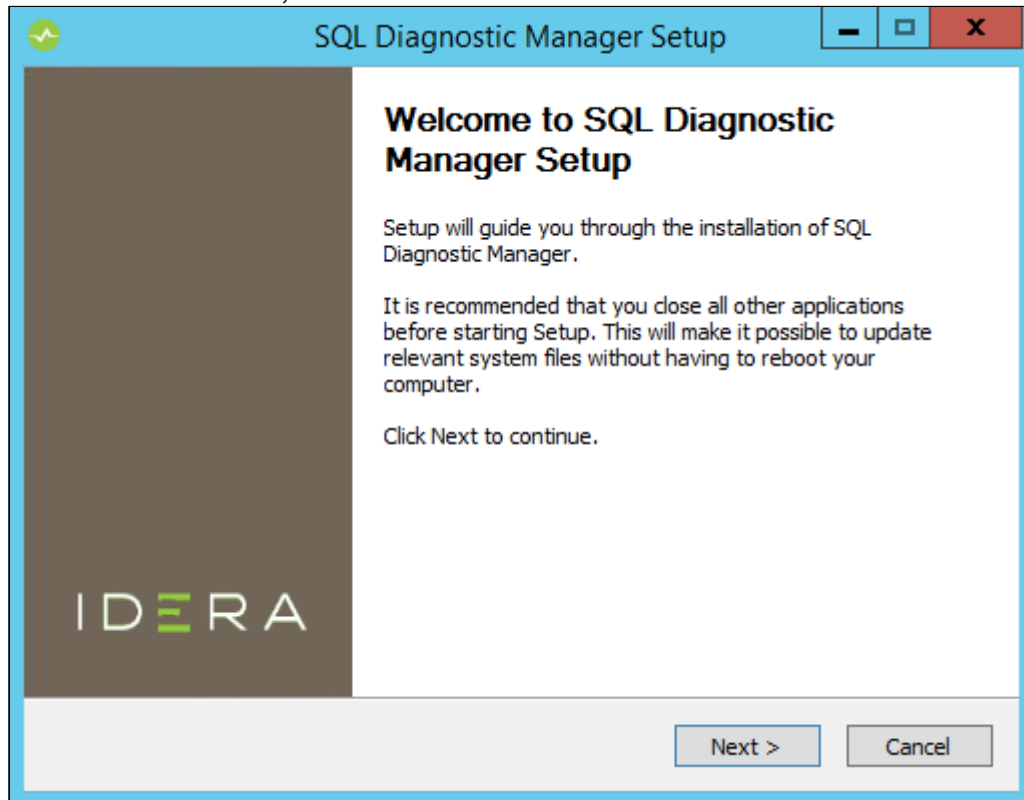 SQL Diagnostic Manager Setup
X
Welcome to SQL Diagnostic
Manager Setup
Setup will guide you through the installation of SQL
Diagnostic Manager.
It is recommended that you close all other applications
before starting Setup. This will make it possible to update
relevant system files without having to reboot your
computer.
Click Next to continue.
IDERA
Next >
Cancel